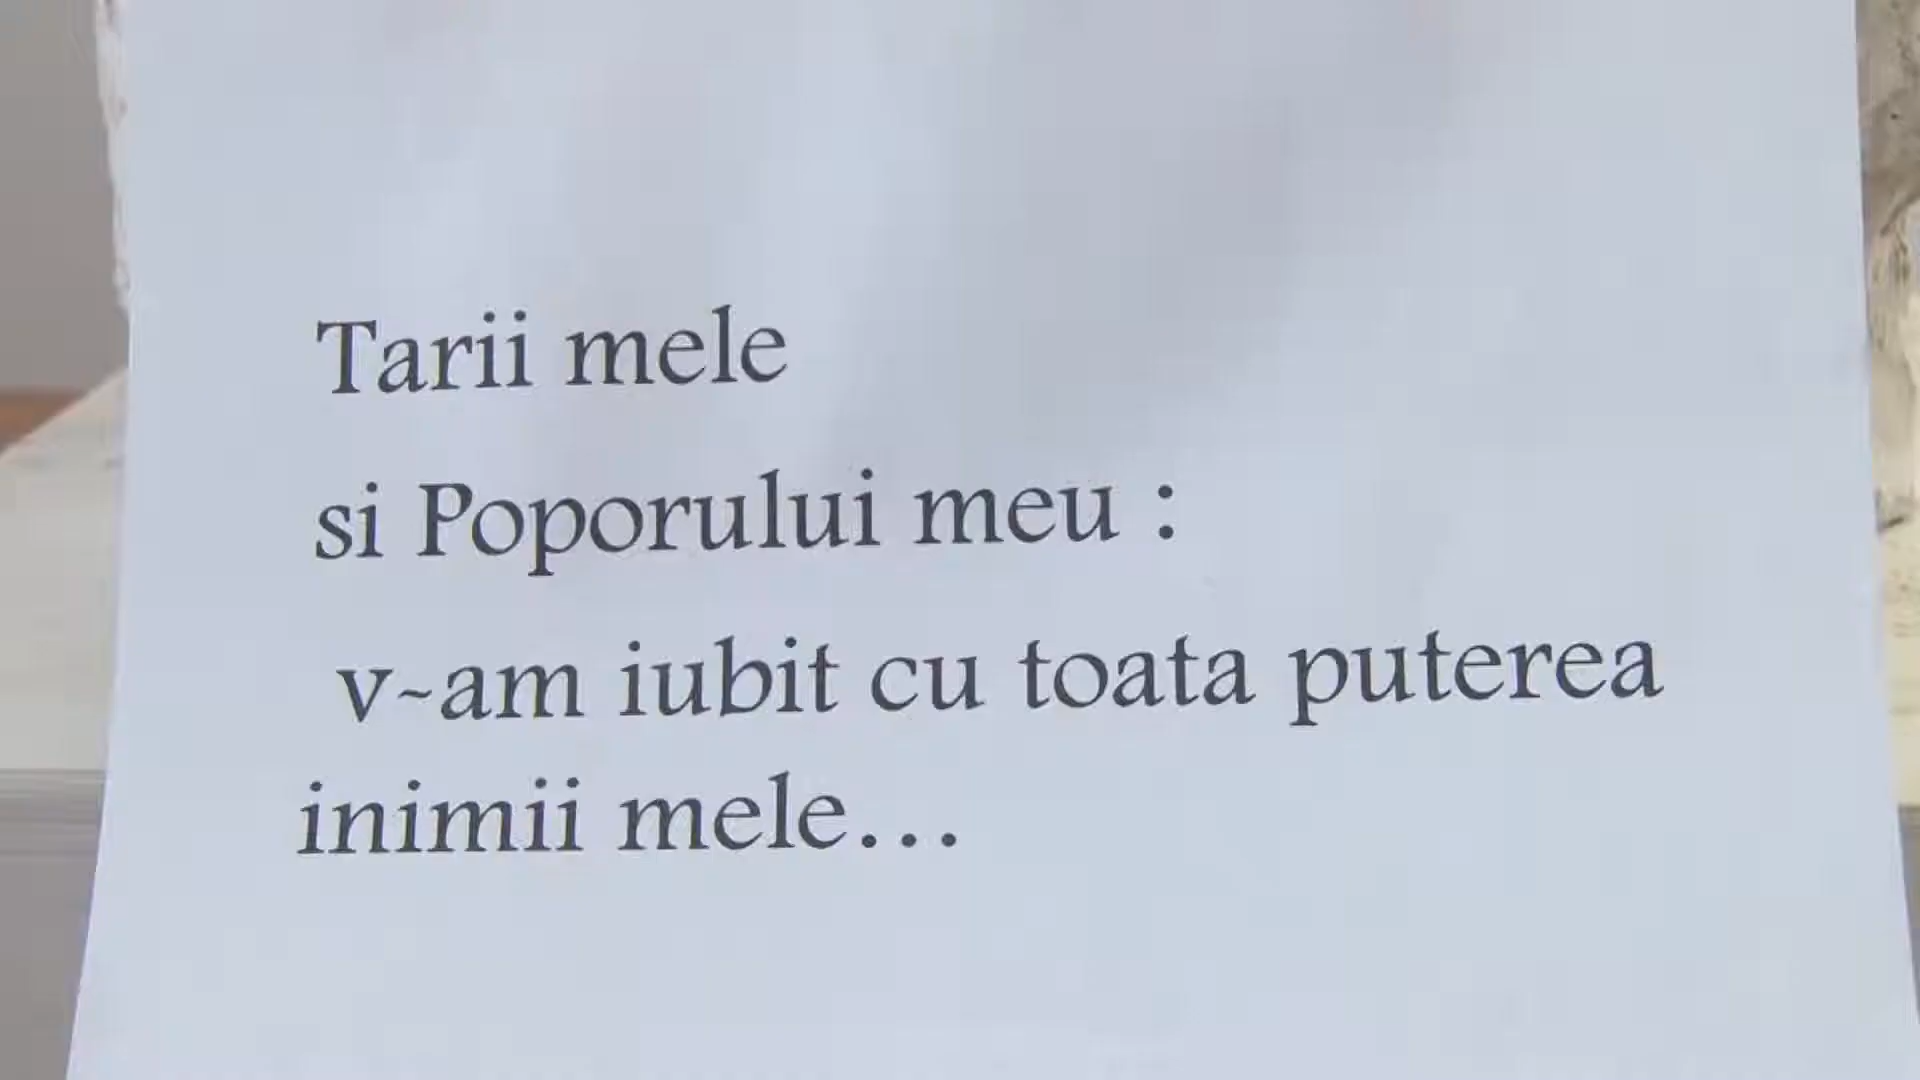 Tarii mele
si Poporului meu :
v-am iubit cu toata puterea
inimii mele...